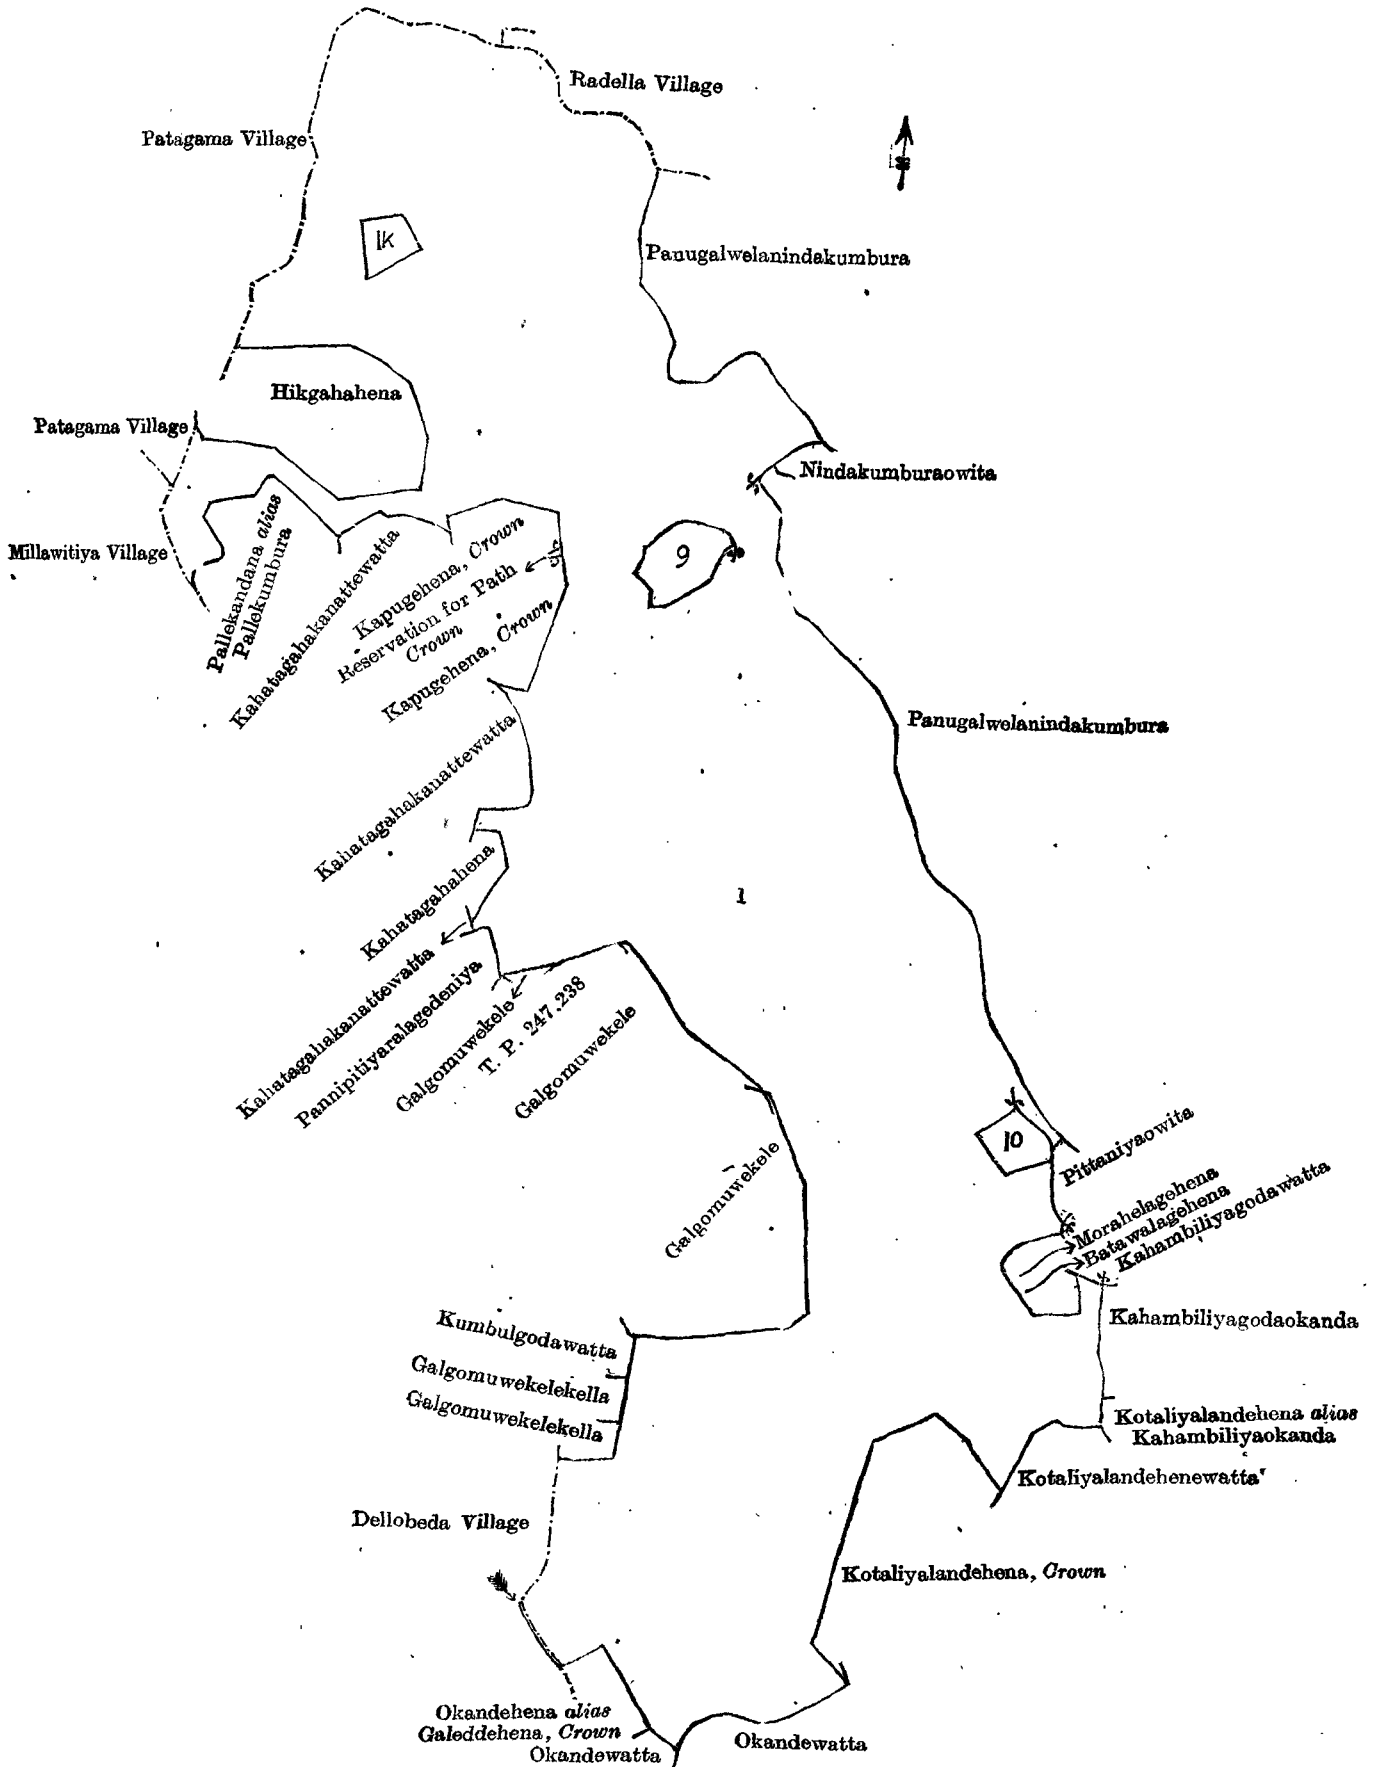 Radella Village
Patagama Village
1k
Panugalwelanindakumbura
Hikgahahena
Patagama Village
Nindakumburaowita
Millawitiya Village
Pallekandana alias
Pallekumbura
Kahatagahakanattewatta
Kapugehena, Crown
Reservation for Path
Crown
Kapugehena, Crown
9
Panugalwelanindakumbura
Kahatagahakanattewatta
Kahatagahahena
1
Kahatagahakanattewatta
Pannipitiyaralagedeniya
Galgomuwekele
T. P. 247,238
Galgomuwekele
10
Pittaniyaowita
Galgomuwekele
Morahelagehena
Batawalagehena
Kahambiliyagodawatta
Kumbulgodawatta
Kahambiliyagodaokanda
Galgomuwekelekella
Galgomuwekelekella
Kotaliyalandehena alias
Kahambiliyaokanda
Kotaliyalandehenewatta
Dellobeda Village
Kotaliyalandehena, Crown
Okandehena alias
Galeddehena, Crown
Okandewatta
Okandewatta